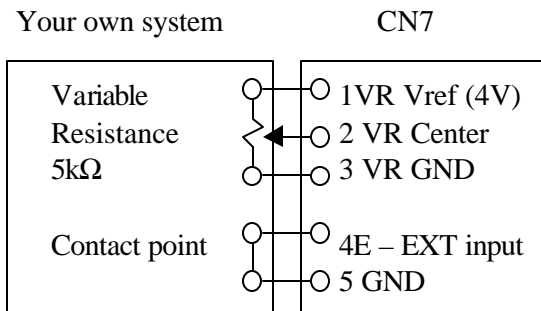 Your own system CN7
Variable 1VR Vref (4V)
Resistance 2 VR Center
5kΩ 3 VR GND
Contact point 4E – EXT input
5 GND